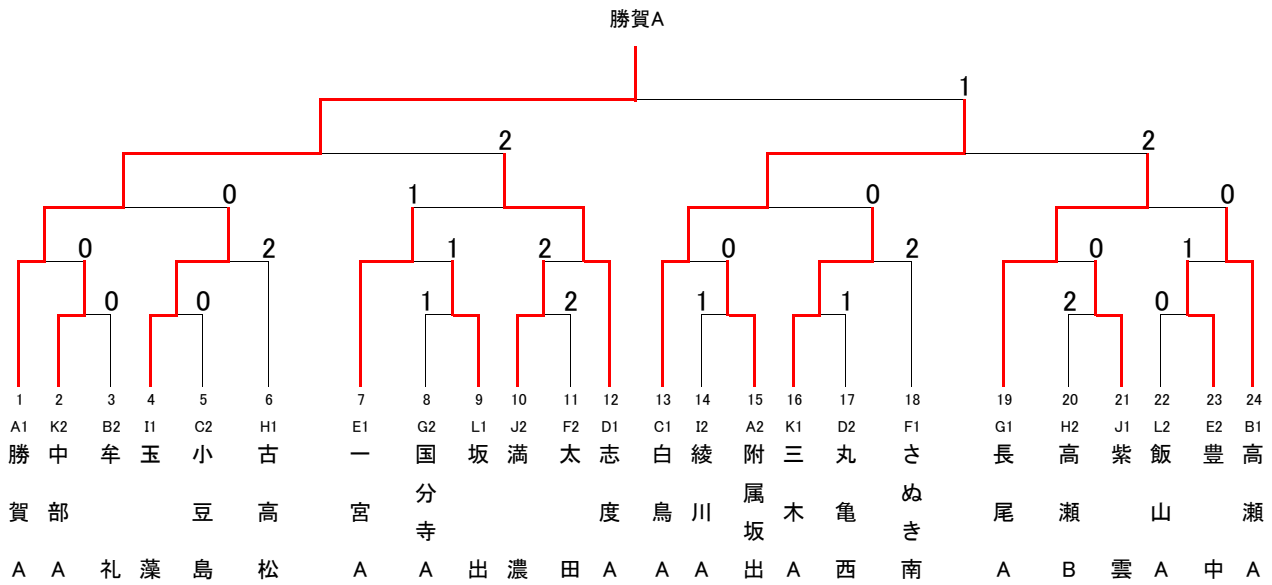 勝賀A
1
2 2
0 1 0 0
0 2 0 1 2 0 2 0 1
0 0 1 2 1 1 2 0
1 2 3 4 5 6 7 8 9 10 11 12 13 14 15 16 17 18 19 20 21 22 23 24
A1 K2 B2 I1 C2 H1 E1 G2 L1 J2 F2 D1 C1 I2 A2 K1 D2 F1 G1 H2 J1 L2 E2 B1
勝賀A 中部A 牟礼 玉藻 小豆島 古高松 一宮A 国分寺A 坂出 満濃 太田 志度A 白鳥A 綾川A 附属坂出 三木A 丸亀西 さぬき南 長尾A 高瀬B 紫雲 飯山A 豊中 高瀬A